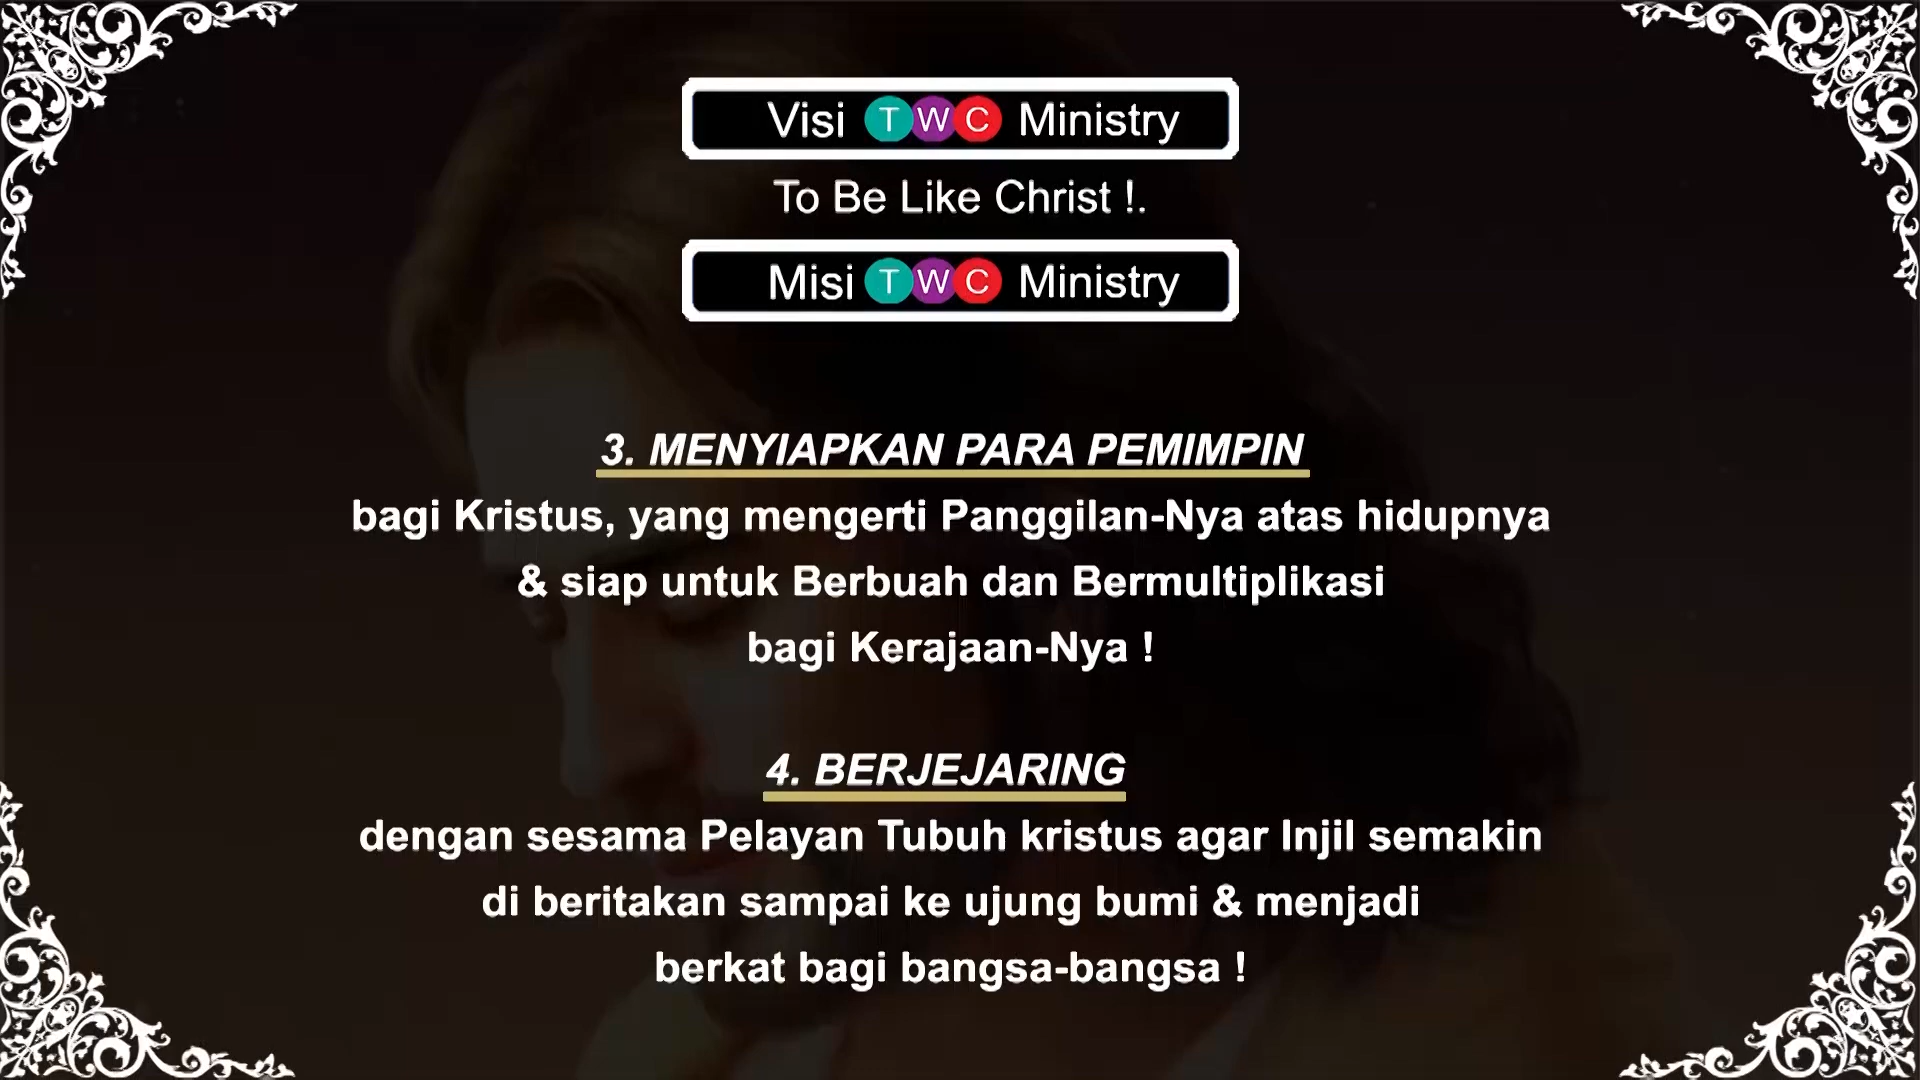 Visi TWC Ministry
To Be Like Christ !.
Misi TWC Ministry
3. MENYIAPKAN PARA PEMIMPIN
bagi Kristus, yang mengerti Panggilan-Nya atas hidupnya
& siap untuk Berbuah dan Bermultiplikasi
bagi Kerajaan-Nya !
4. BERJEJARING
dengan sesama Pelayan Tubuh kristus agar Injil semakin
di beritakan sampai ke ujung bumi & menjadi
berkat bagi bangsa-bangsa !